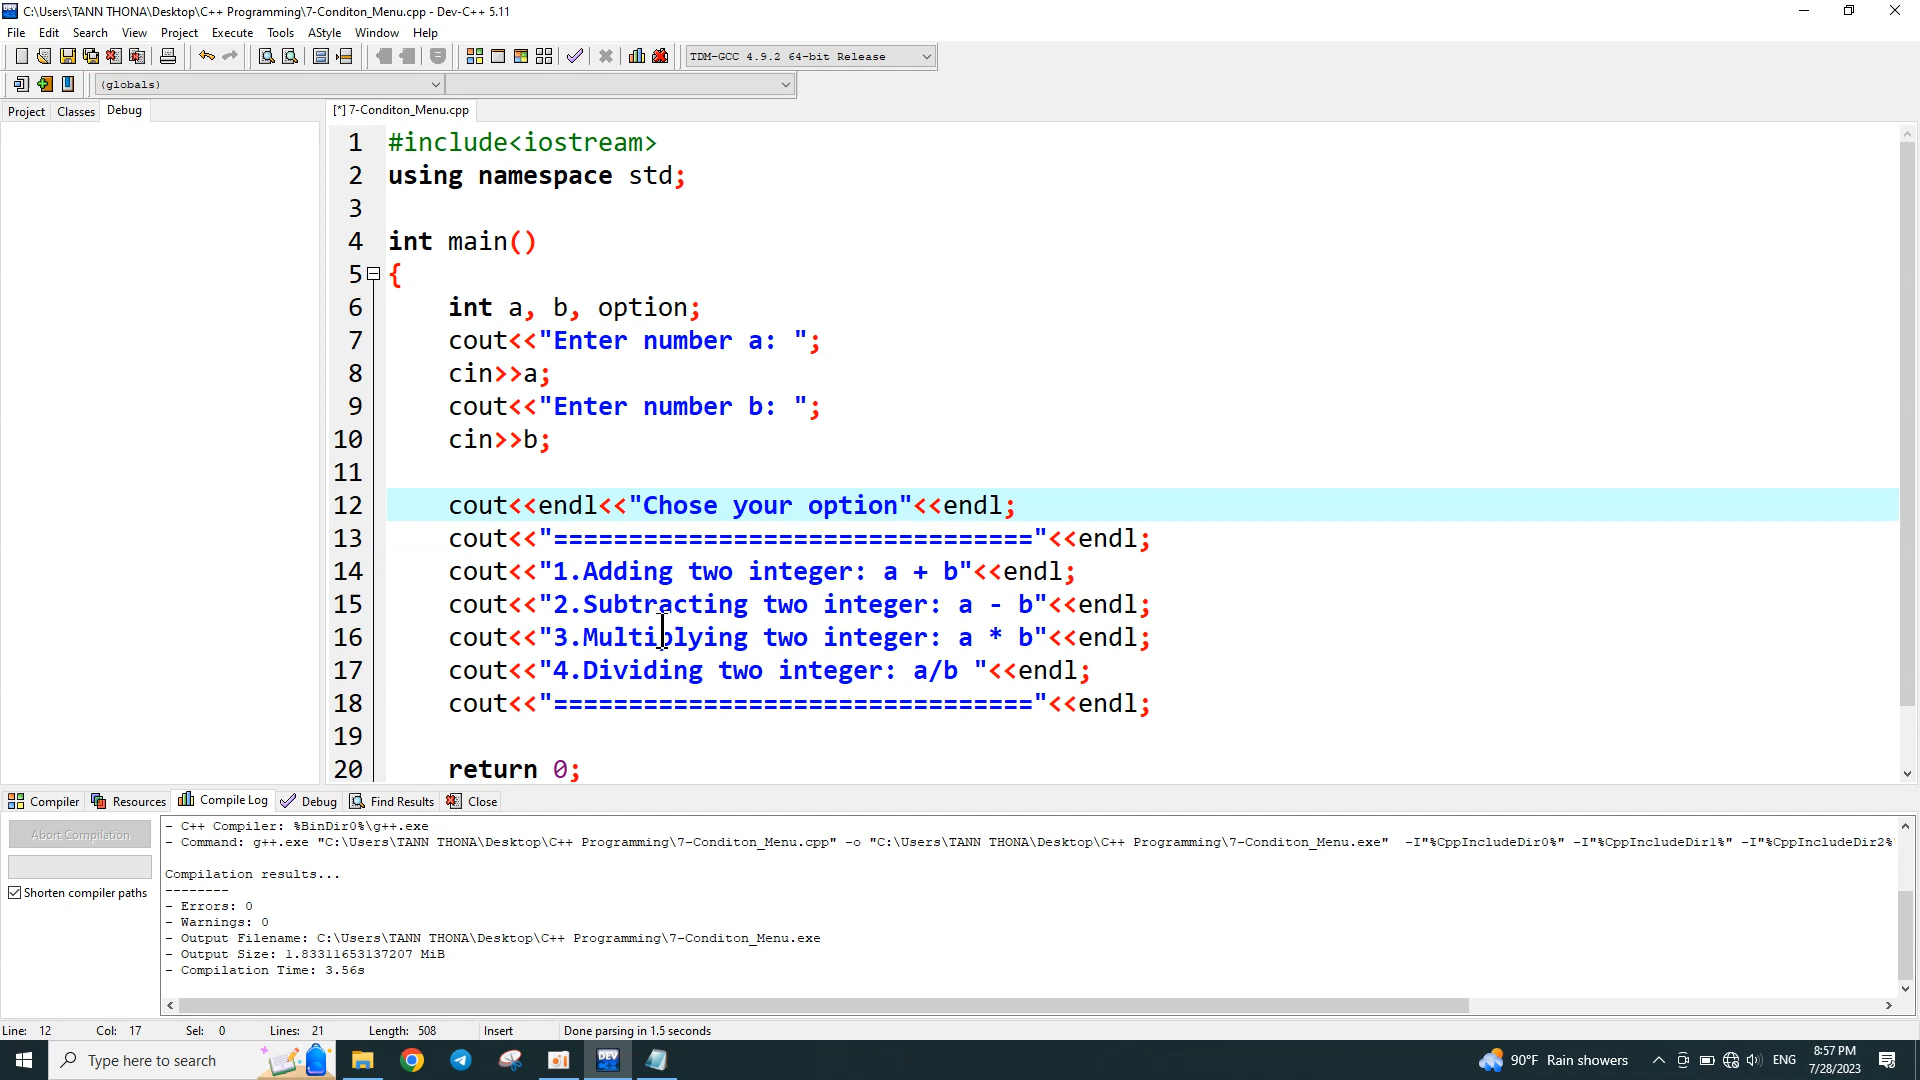 C:\Users\TANN THONA\Desktop\C++ Programming\7-Conditon_Menu.cpp - Dev-C++ 5.11
File Edit Search View Project Execute Tools AStyle Window Help
TDM-GCC 4.9.2 64-bit Release
(globals)
Project Classes Debug
[*] 7-Conditon_Menu.cpp
1 #include<iostream>
2 using namespace std;
3
4 int main()
5 {
6 int a, b, option;
7 cout<<"Enter number a: ";
8 cin>>a;
9 cout<<"Enter number b: ";
10 cin>>b;
11
12 cout<<endl<<"Chose your option"<<endl;
13 cout<<"================================"<<endl;
14 cout<<"1.Adding two integer: a + b"<<endl;
15 cout<<"2.Subtracting two integer: a - b"<<endl;
16 cout<<"3.Multiplying two integer: a * b"<<endl;
17 cout<<"4.Dividing two integer: a/b "<<endl;
18 cout<<"================================"<<endl;
19
20 return 0;
Compiler Resources Compile Log Debug Find Results Close
Abort Compilation
Shorten compiler paths
- C++ Compiler: %BinDir0%\g++.exe
- Command: g++.exe "C:\Users\TANN THONA\Desktop\C++ Programming\7-Conditon_Menu.cpp" -o "C:\Users\TANN THONA\Desktop\C++ Programming\7-Conditon_Menu.exe" -I"%CppIncludeDir0%" -I"%CppIncludeDir1%" -I"%CppIncludeDir2%"
Compilation results...
--------
- Errors: 0
- Warnings: 0
- Output Filename: C:\Users\TANN THONA\Desktop\C++ Programming\7-Conditon_Menu.exe
- Output Size: 1.83311653137207 MiB
- Compilation Time: 3.56s
Line: 12 Col: 17 Sel: 0 Lines: 21 Length: 508 Insert Done parsing in 1.5 seconds
Type here to search
DEV
90°F Rain showers
ENG
8:57 PM
7/28/2023